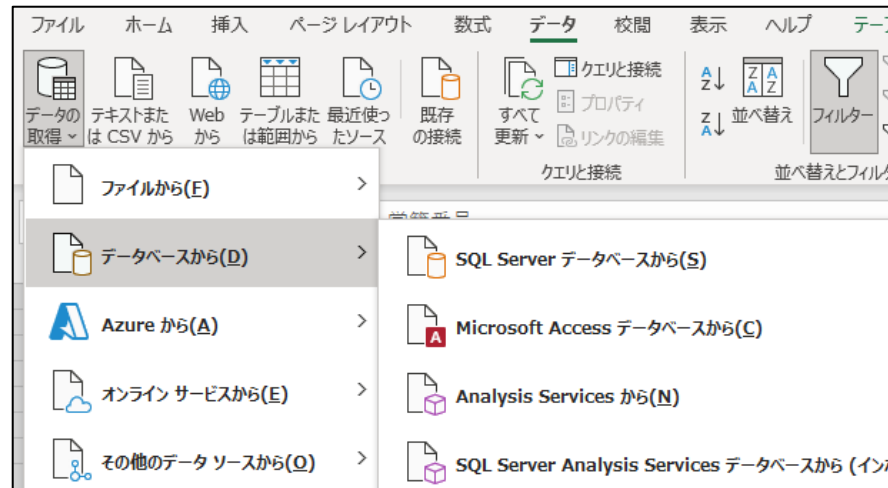 ファイル ホーム 挿入 ページ レイアウト 数式 データ 校閲 表示 ヘルプ
データの取得
テキストまたは CSV から
Web から
テーブルまたは範囲から
最近使ったソース
既存の接続
すべて更新
クエリと接続
プロパティ
リンクの編集
並べ替え
フィルター
クエリと接続
並べ替えとフィル
ファイルから(F)
データベースから(D)
Azure から(A)
オンライン サービスから(E)
その他のデータ ソースから(O)
SQL Server データベースから(S)
Microsoft Access データベースから(C)
Analysis Services から(N)
SQL Server Analysis Services データベースから (イン